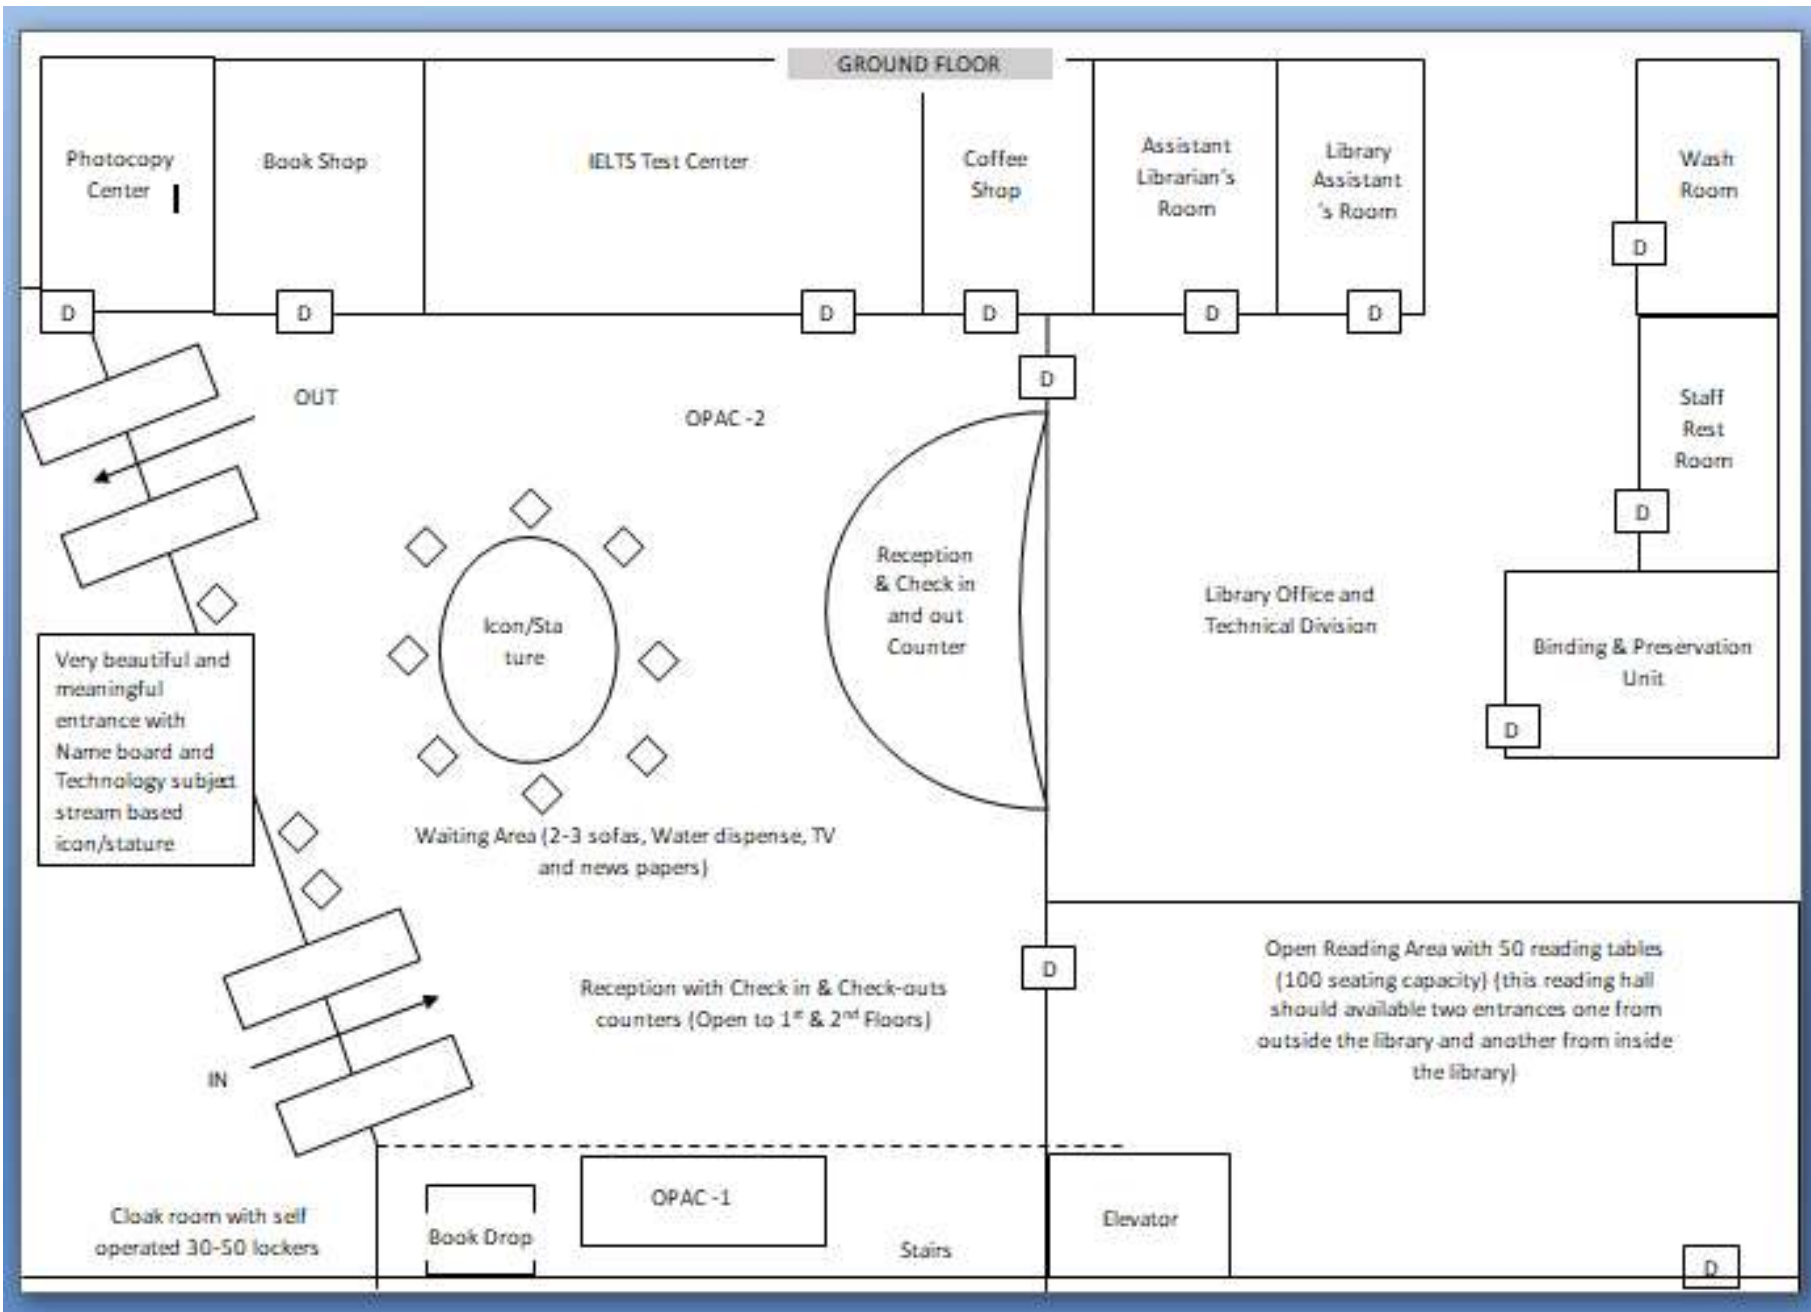 GROUND FLOOR
Photocopy
Center
Book Shop
IELTS Test Center
Coffee
Shop
Assistant
Librarian's
Room
Library
Assistant
's Room
Wash
Room
D
D
D
D
D
D
D
D
OUT
OPAC -2
Staff
Rest
Room
D
Icon/Sta
ture
Reception
& Check in
and out
Counter
Library Office and
Technical Division
Binding & Preservation
Unit
D
Very beautiful and
meaningful
entrance with
Name board and
Technology subject
stream based
icon/stature
Waiting Area (2-3 sofas, Water dispense, TV
and news papers)
Reception with Check in & Check-outs
counters (Open to 1st & 2nd Floors)
D
Open Reading Area with 50 reading tables
(100 seating capacity) (this reading hall
should available two entrances one from
outside the library and another from inside
the library)
IN
Cloak room with self
operated 30-50 lockers
Book Drop
OPAC -1
Stairs
Elevator
D